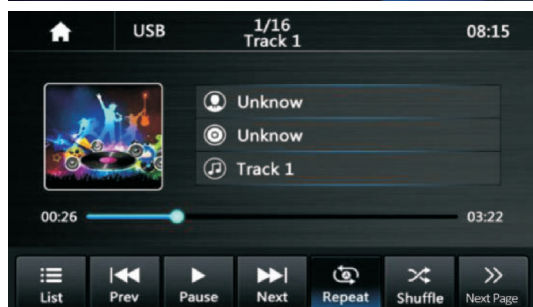 USB
1/16
Track 1
08:15
Unknow
Unknow
Track 1
00:26
03:22
List
Prev
Pause
Next
Repeat
Shuffle
Next Page